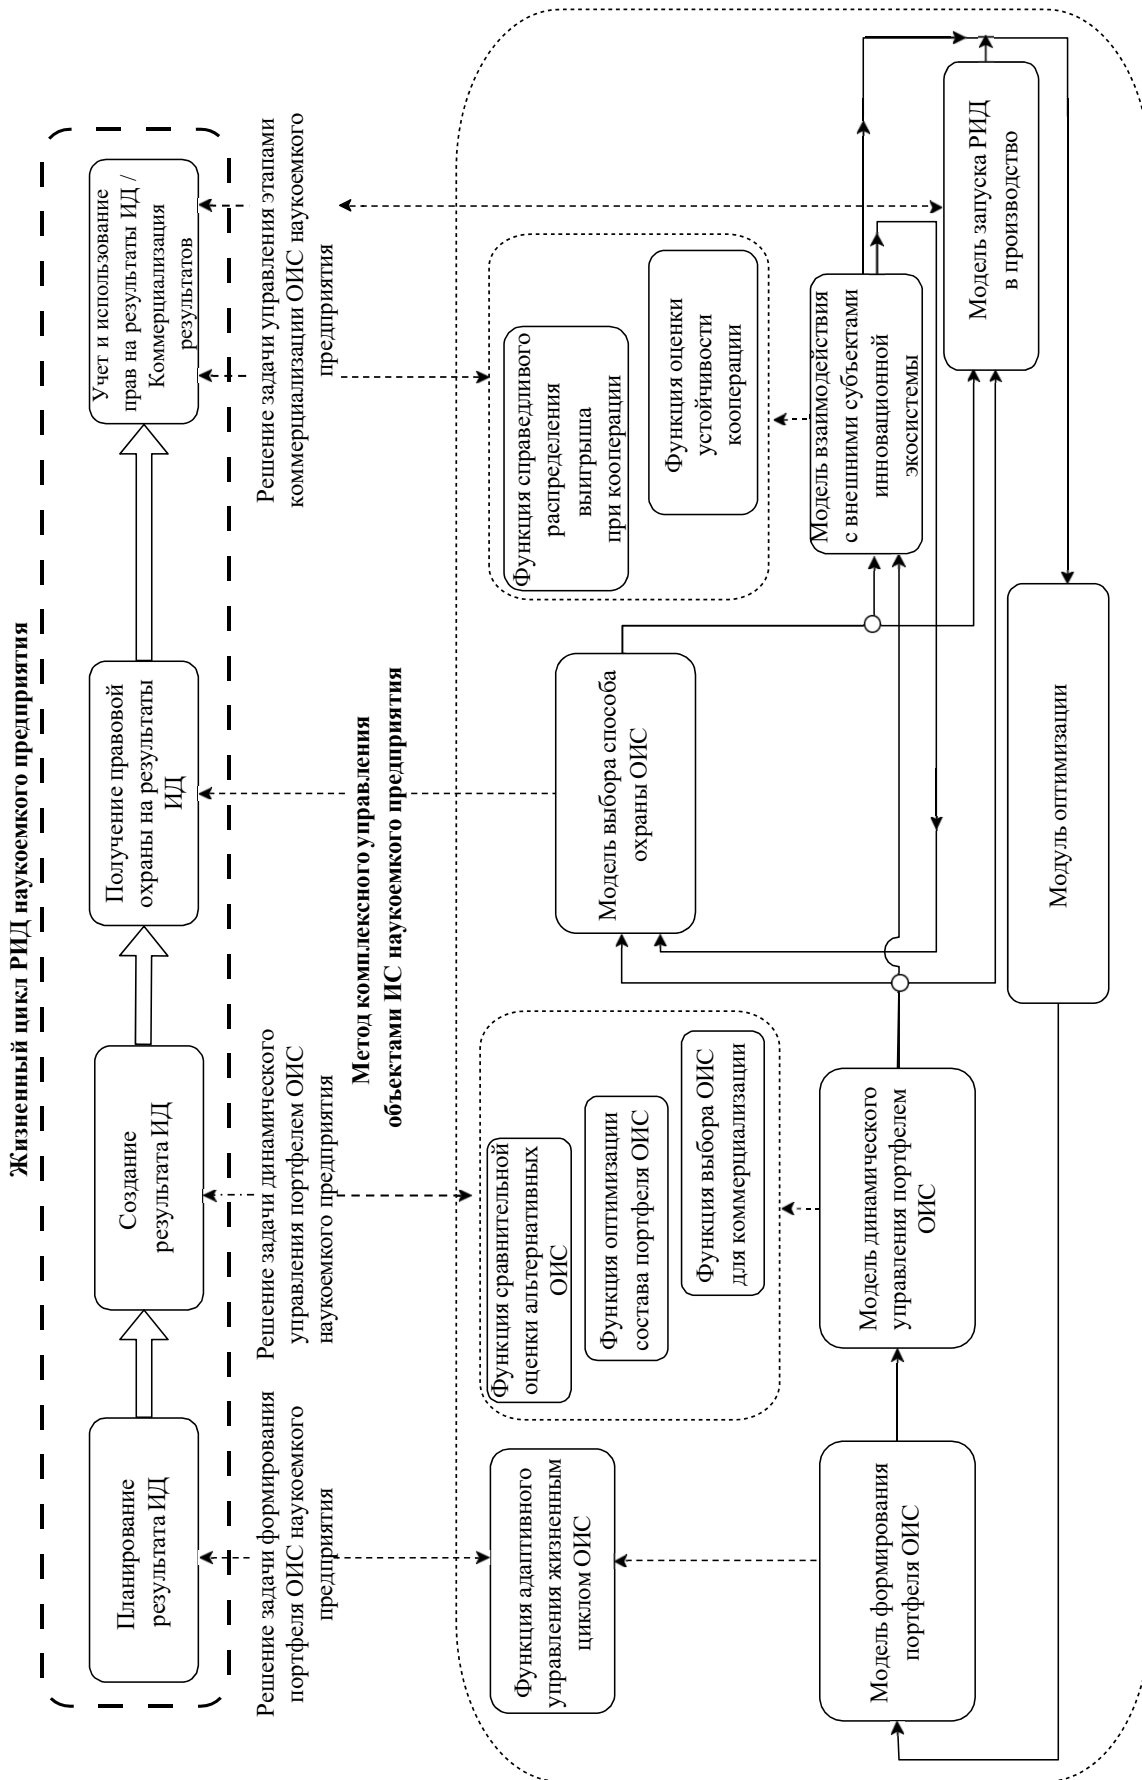 Жизненный цикл РИД наукоемкого предприятия
Планирование
результата ИД
Создание
результата ИД
Получение правовой
охраны на результаты
ИД
Учет и использование
прав на результаты ИД /
Коммерциализация
результатов
Решение задачи формирования
портфеля ОИС наукоемкого
предприятия
Решение задачи динамического
управления портфелем ОИС
наукоемкого предприятия
Решение задачи управления этапами
коммерциализации ОИС наукоемкого
предприятия
Метод комплексного управления
объектами ИС наукоемкого предприятия
Функция адаптивного
управления жизненным
циклом ОИС
Функция сравнительной
оценки альтернативных
ОИС
Функция оптимизации
состава портфеля ОИС
Функция выбора ОИС
для коммерциализации
Модель выбора способа
охраны ОИС
Функция справедливого
распределения
выигрыша
при кооперации
Функция оценки
устойчивости
кооперации
Модель формирования
портфеля ОИС
Модель динамического
управления портфелем
ОИС
Модель взаимодействия
с внешними субъектами
инновационной
экосистемы
Модель запуска РИД
в производство
Модуль оптимизации